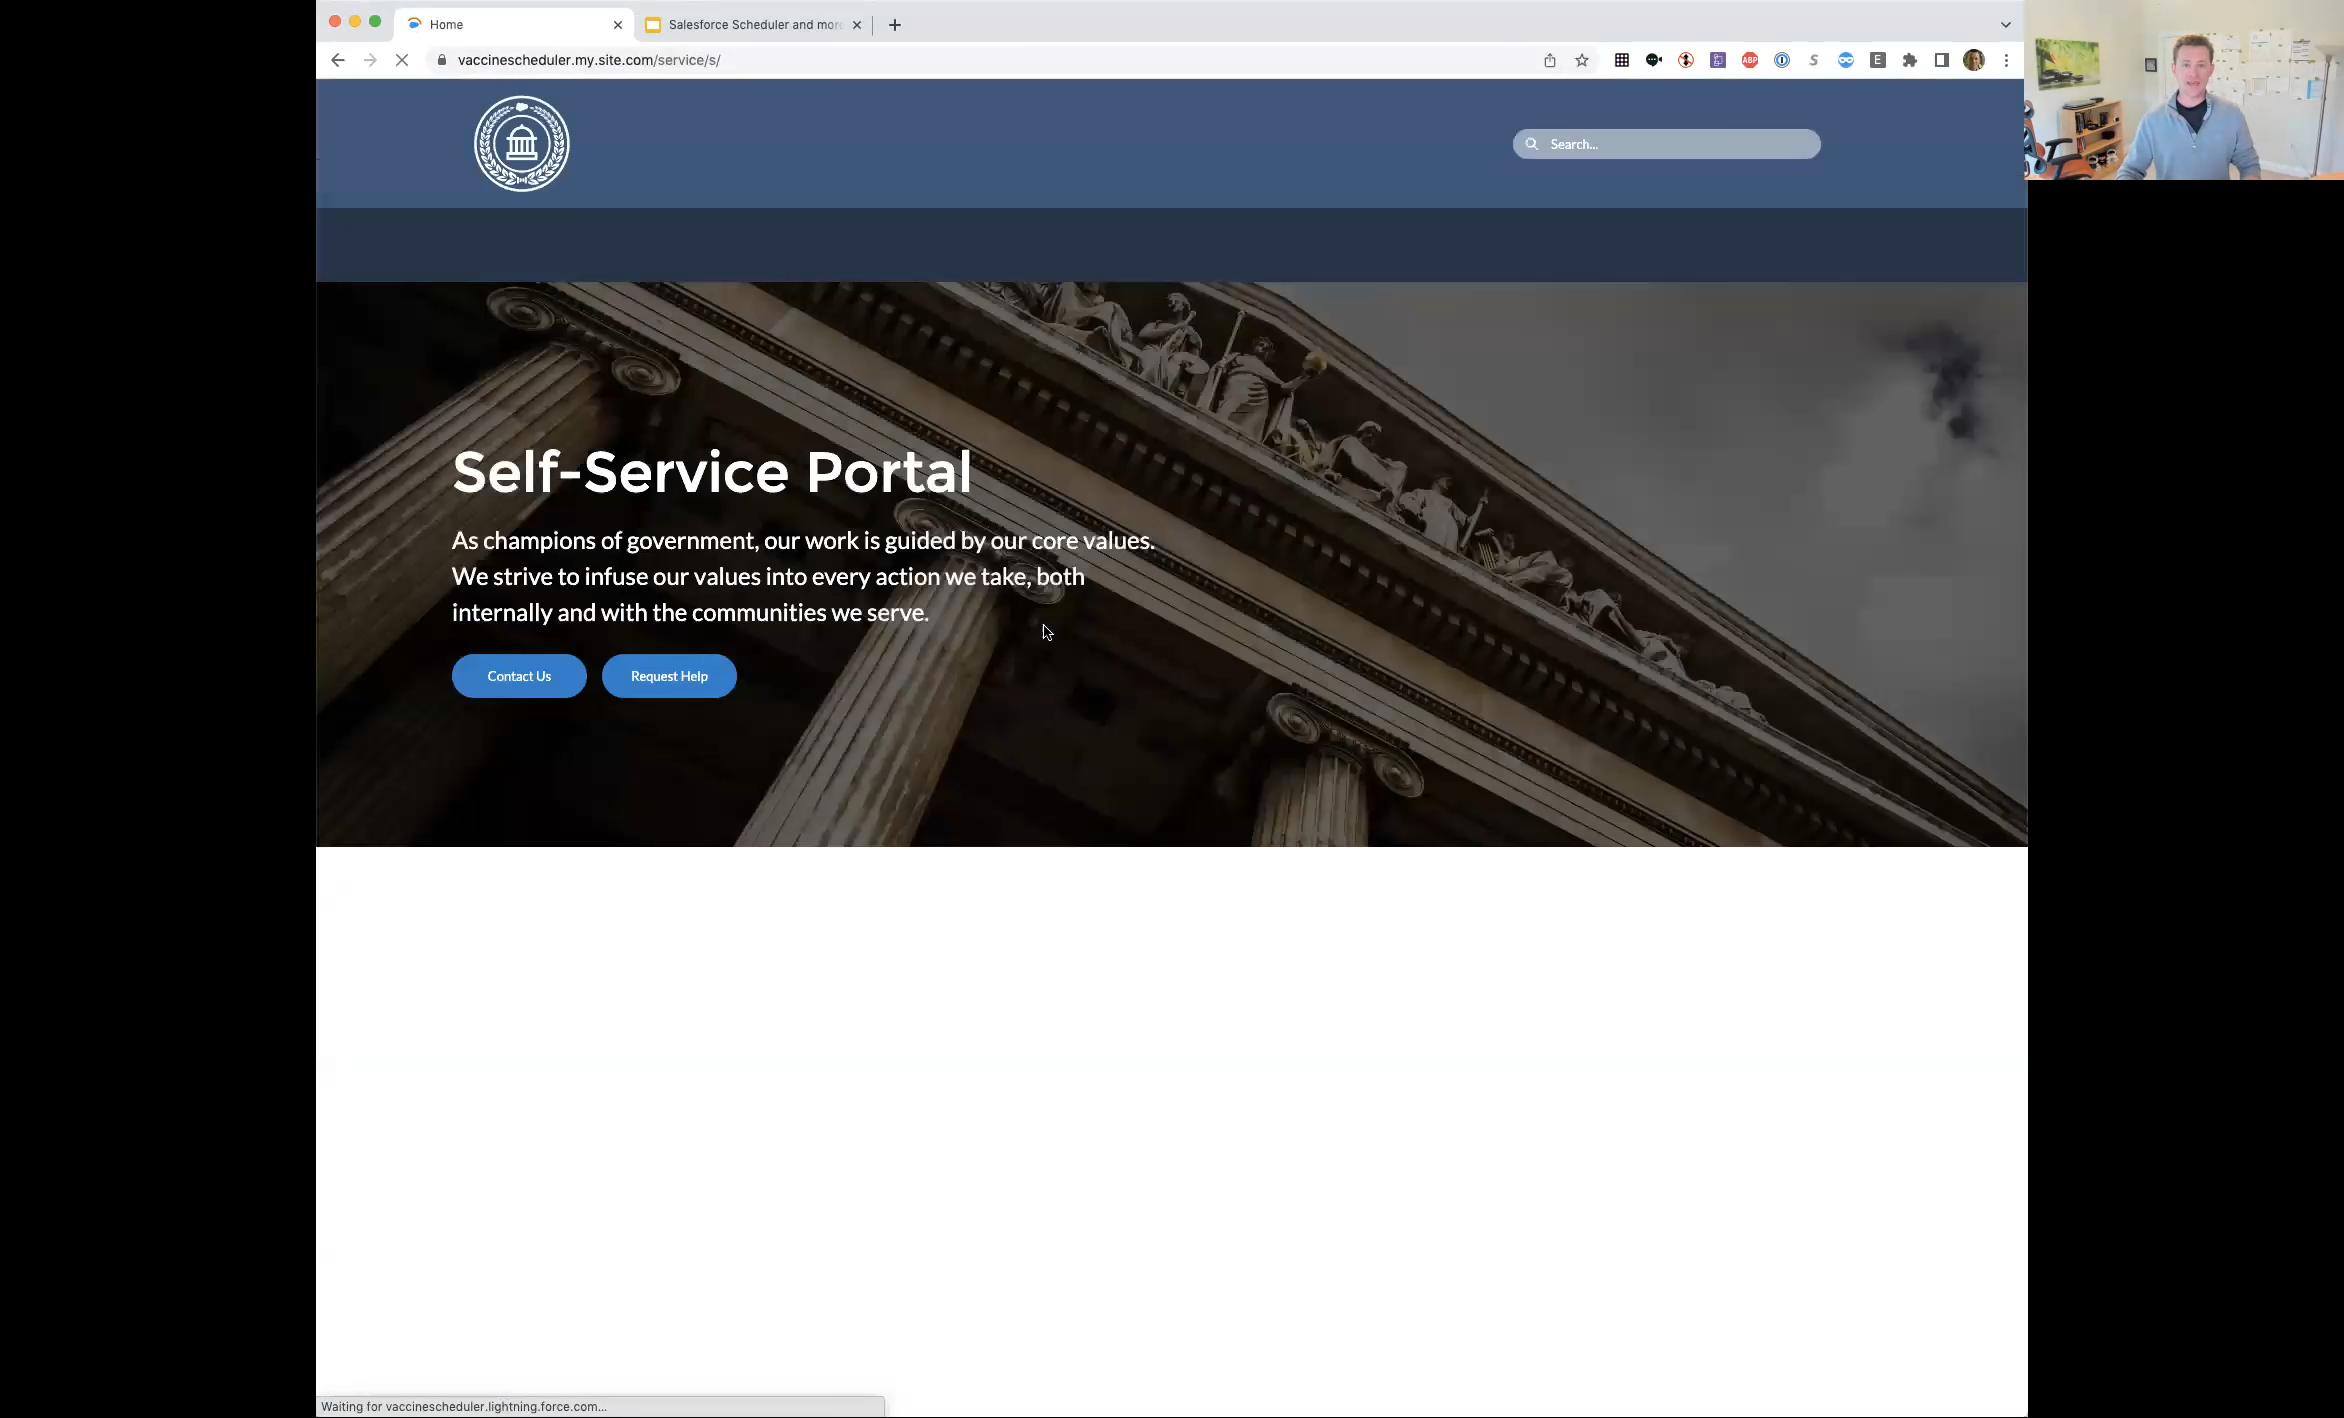 Home
Salesforce Scheduler and more
vaccinescheduler.my.site.com/service/s/
ABP
S
E
Search...
Self-Service Portal
As champions of government, our work is guided by our core values.
We strive to infuse our values into every action we take, both
internally and with the communities we serve.
Contact Us
Request Help
Waiting for vaccinescheduler.lightning.force.com...